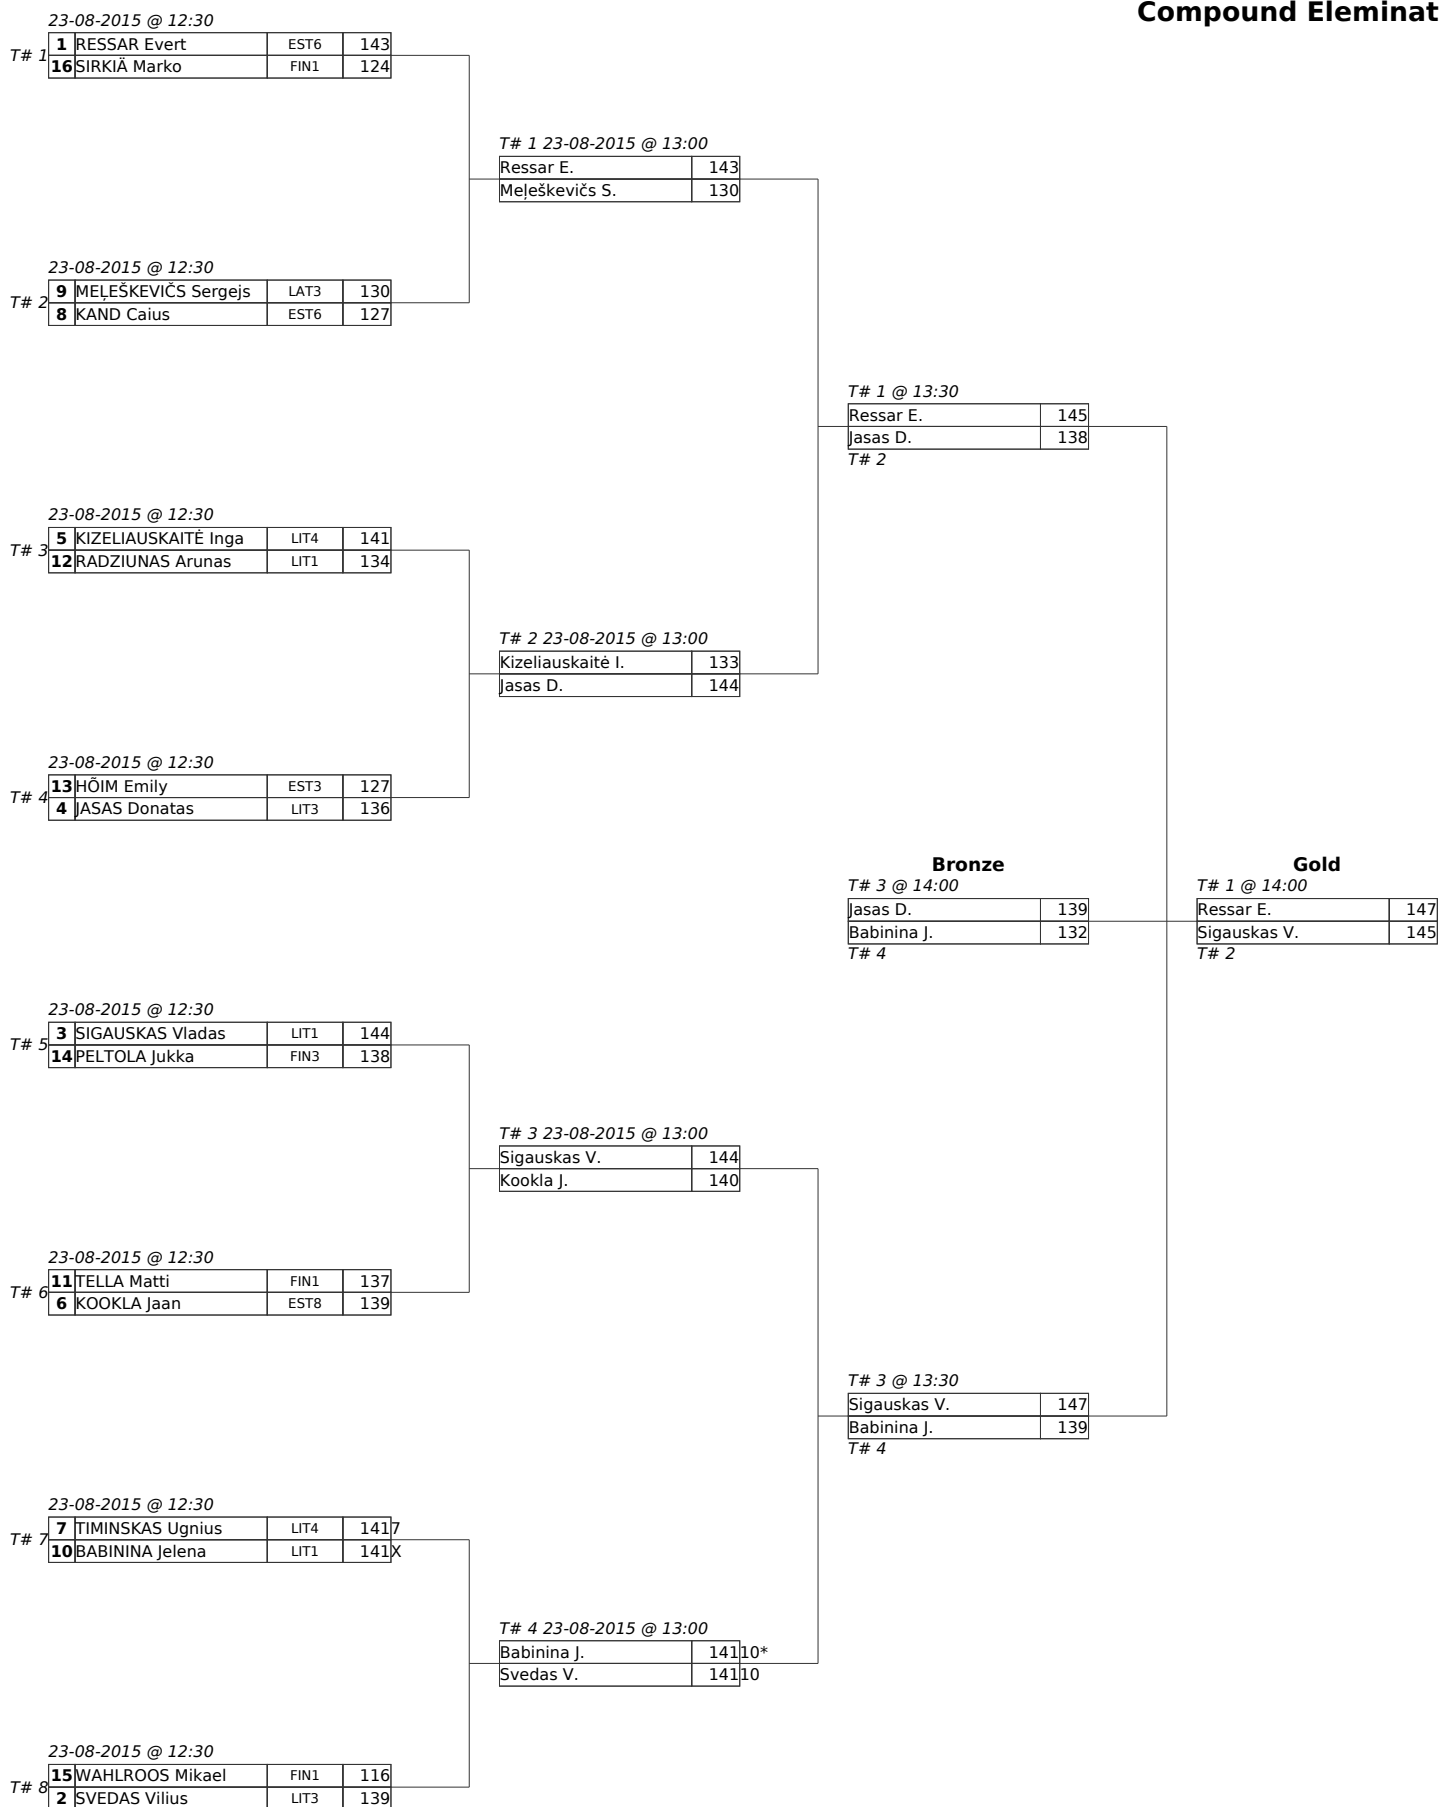 Compound Eleminat
23-08-2015 @ 12:30
T# 1
1 RESSAR Evert EST6 143
16 SIRKIÄ Marko FIN1 124
T# 1 23-08-2015 @ 13:00
Ressar E. 143
Meļeškevičs S. 130
23-08-2015 @ 12:30
T# 2
9 MEĻEŠKEVIČS Sergejs LAT3 130
8 KAND Caius EST6 127
T# 1 @ 13:30
Ressar E. 145
Jasas D. 138
T# 2
23-08-2015 @ 12:30
T# 3
5 KIZELIAUSKAITĖ Inga LIT4 141
12 RADZIUNAS Arunas LIT1 134
T# 2 23-08-2015 @ 13:00
Kizeliauskaitė I. 133
Jasas D. 144
23-08-2015 @ 12:30
T# 4
13 HÕIM Emily EST3 127
4 JASAS Donatas LIT3 136
Bronze
T# 3 @ 14:00
Jasas D. 139
Babinina J. 132
T# 4
Gold
T# 1 @ 14:00
Ressar E. 147
Sigauskas V. 145
T# 2
23-08-2015 @ 12:30
T# 5
3 SIGAUSKAS Vladas LIT1 144
14 PELTOLA Jukka FIN3 138
T# 3 23-08-2015 @ 13:00
Sigauskas V. 144
Kookla J. 140
23-08-2015 @ 12:30
T# 6
11 TELLA Matti FIN1 137
6 KOOKLA Jaan EST8 139
T# 3 @ 13:30
Sigauskas V. 147
Babinina J. 139
T# 4
23-08-2015 @ 12:30
T# 7
7 TIMINSKAS Ugnius LIT4 141 7
10 BABININA Jelena LIT1 141 X
T# 4 23-08-2015 @ 13:00
Babinina J. 141 10*
Svedas V. 141 10
23-08-2015 @ 12:30
T# 8
15 WAHLROOS Mikael FIN1 116
2 SVEDAS Vilius LIT3 139